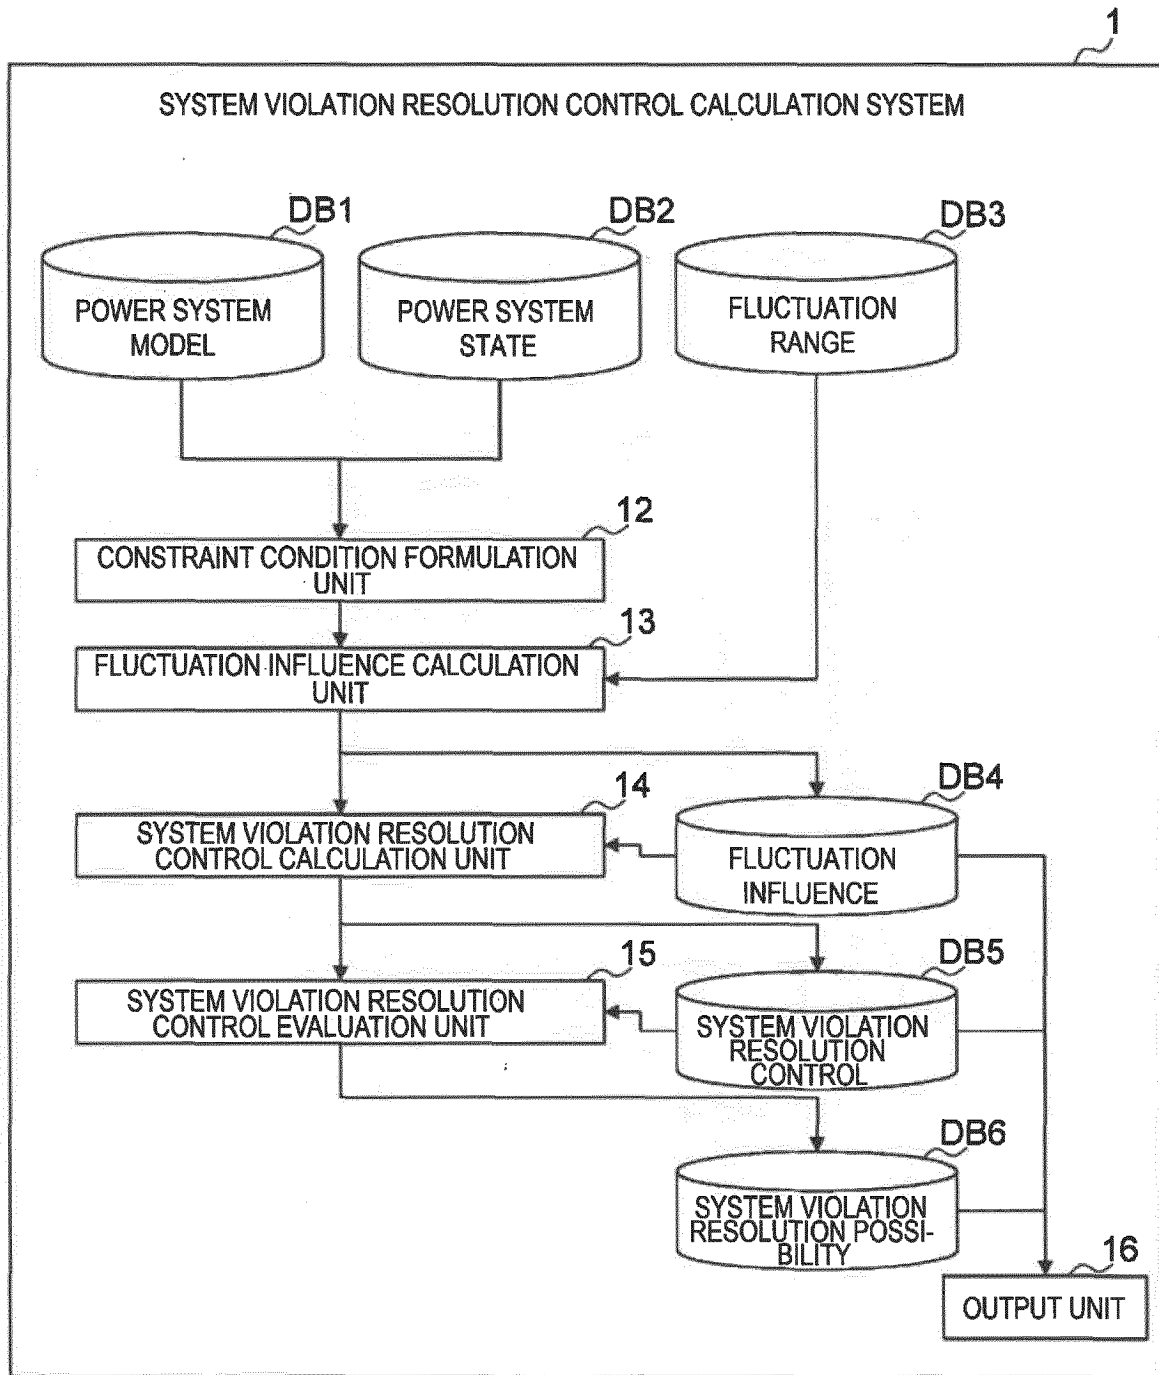 1
SYSTEM VIOLATION RESOLUTION CONTROL CALCULATION SYSTEM
DB1
DB2
DB3
POWER SYSTEM
MODEL
POWER SYSTEM
STATE
FLUCTUATION
RANGE
12
CONSTRAINT CONDITION FORMULATION
UNIT
13
FLUCTUATION INFLUENCE CALCULATION
UNIT
14
SYSTEM VIOLATION RESOLUTION
CONTROL CALCULATION UNIT
DB4
FLUCTUATION
INFLUENCE
15
SYSTEM VIOLATION RESOLUTION
CONTROL EVALUATION UNIT
DB5
SYSTEM VIOLATION
RESOLUTION
CONTROL
DB6
SYSTEM VIOLATION
RESOLUTION POSSI-
BILITY
16
OUTPUT UNIT